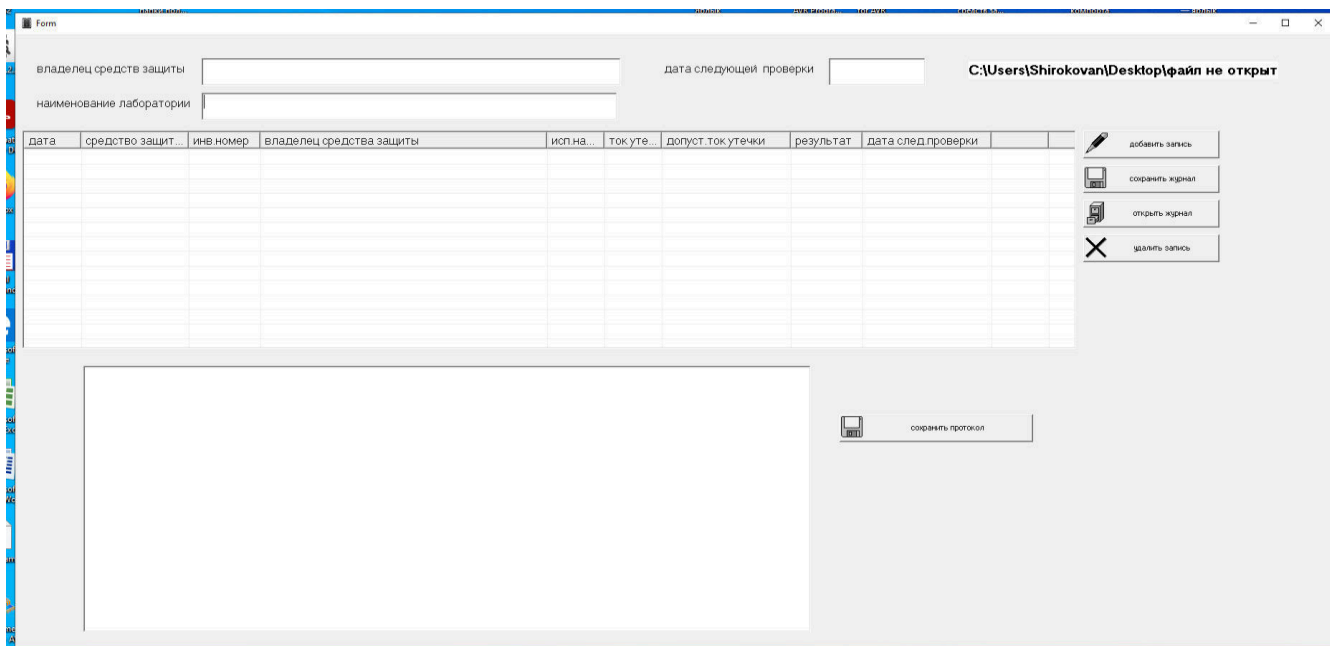 Form
владелец средств защиты
дата следующей проверки
C:\Users\Shirokovan\Desktop\файл не открыт
наименование лаборатории
дата средство защит... инв.номер владелец средства защиты исп.на... ток уте... допуст.ток утечки результат дата след.проверки
добавить запись
сохранить журнал
открыть журнал
удалить запись
сохранить протокол